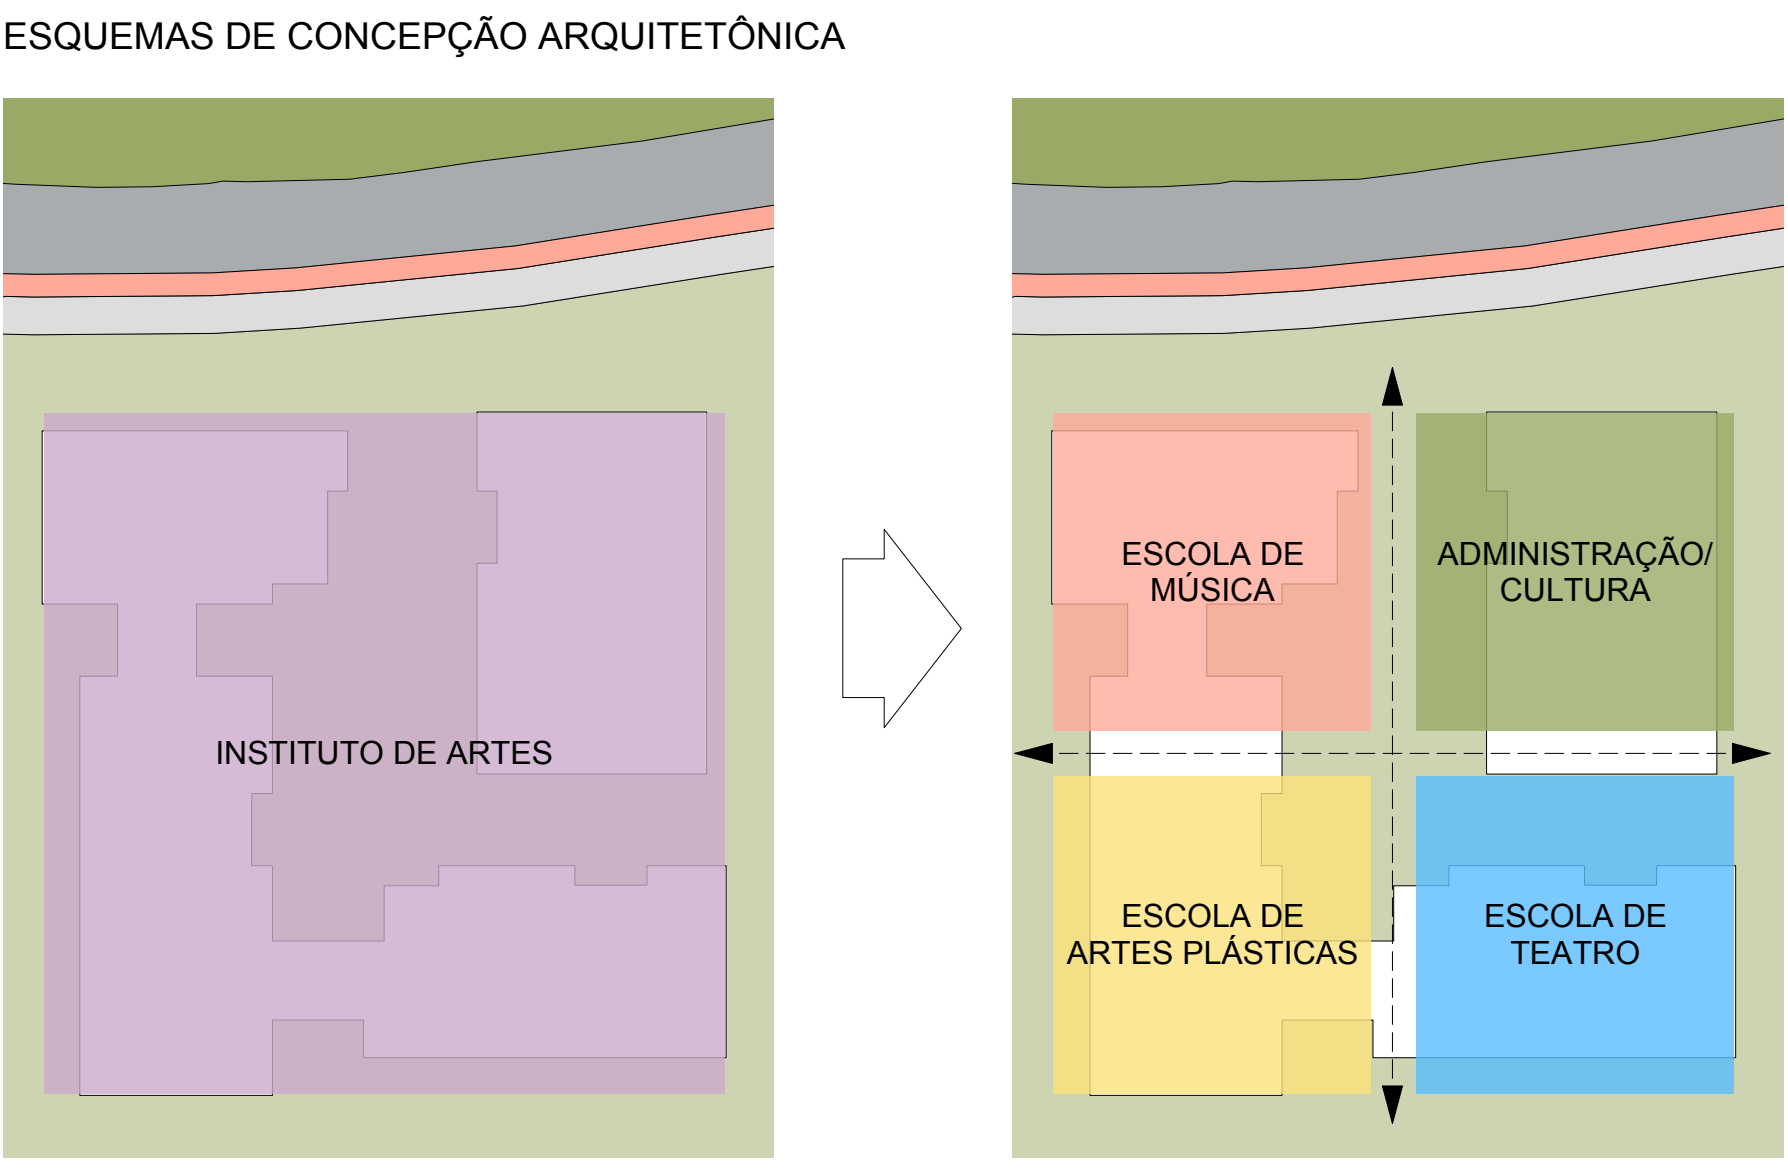 ESQUEMAS DE CONCEPÇÃO ARQUITETÔNICA
INSTITUTO DE ARTES
ESCOLA DE
MÚSICA
ADMINISTRAÇÃO/
CULTURA
ESCOLA DE
ARTES PLÁSTICAS
ESCOLA DE
TEATRO